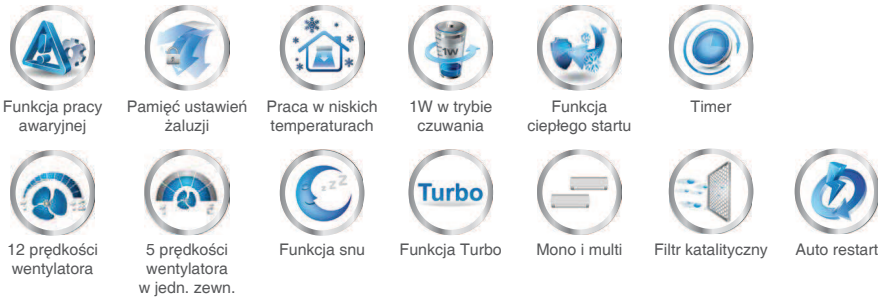 1W
Funkcja pracy
awaryjnej
Pamięć ustawień
żaluzji
Praca w niskich
temperaturach
1W w trybie
czuwania
Funkcja
ciepłego startu
Timer
zZZ
Turbo
12 prędkości
wentylatora
5 prędkości
wentylatora
w jedn. zewn.
Funkcja snu
Funkcja Turbo
Mono i multi
Filtr katalityczny
Auto restart